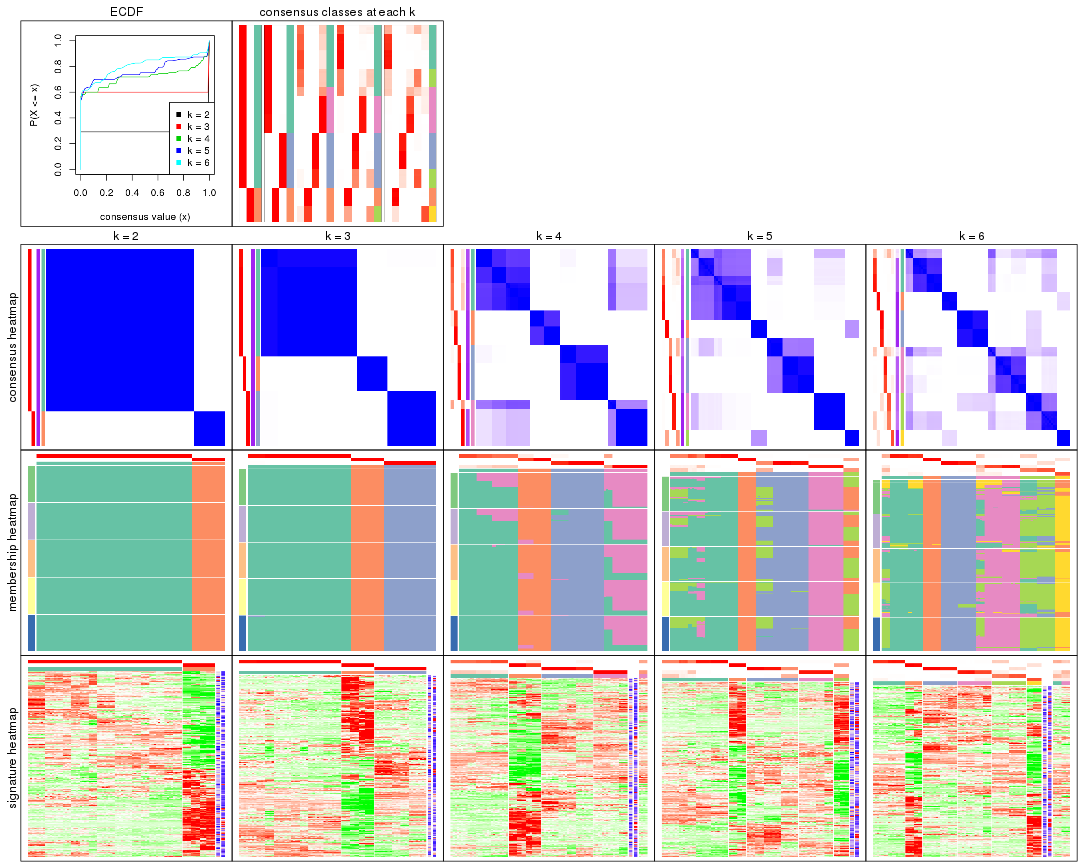 ECDF
consensus classes at each k
P(X <= x)
1.0
0.8
0.6
0.4
0.2
0.0
k = 2
k = 3
k = 4
k = 5
k = 6
0.0 0.2 0.4 0.6 0.8 1.0
consensus value (x)
k = 2
k = 3
k = 4
k = 5
k = 6
consensus heatmap
membership heatmap
signature heatmap